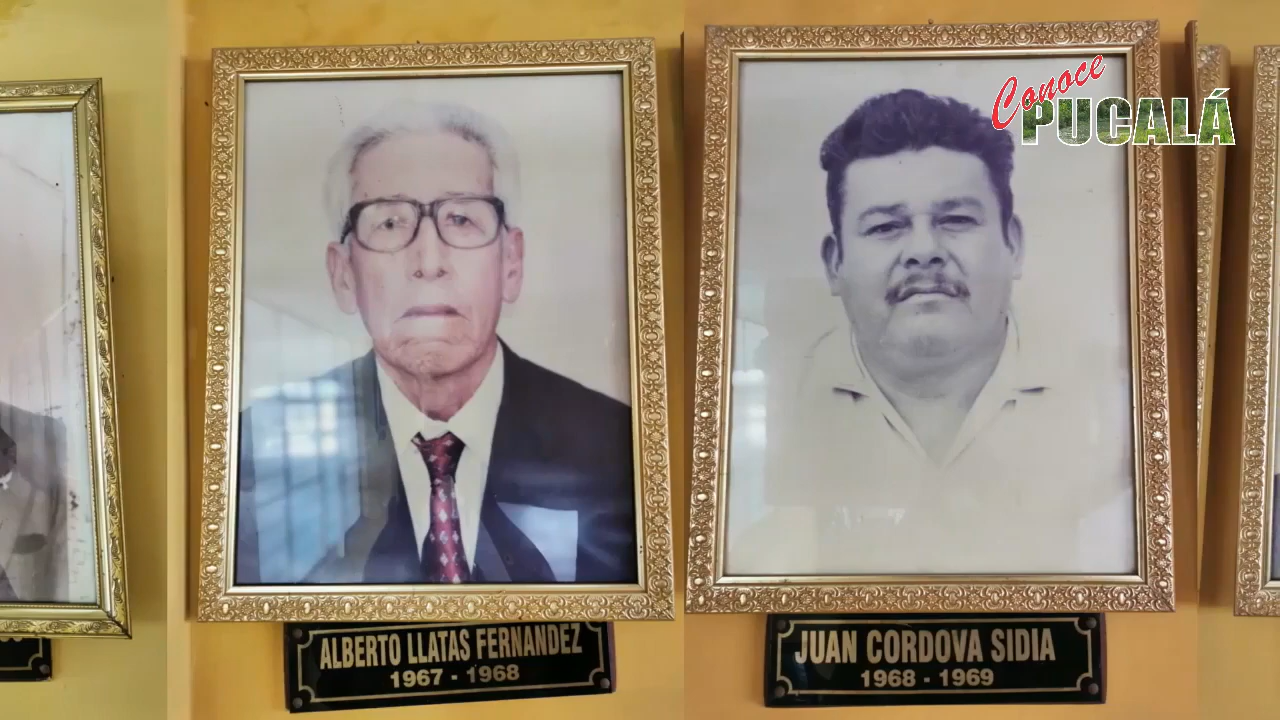 Conoce
PUCALÁ
ALBERTO LLATAS FERNANDEZ
1967 - 1968
JUAN CORDOVA SIDIA
1968 - 1969